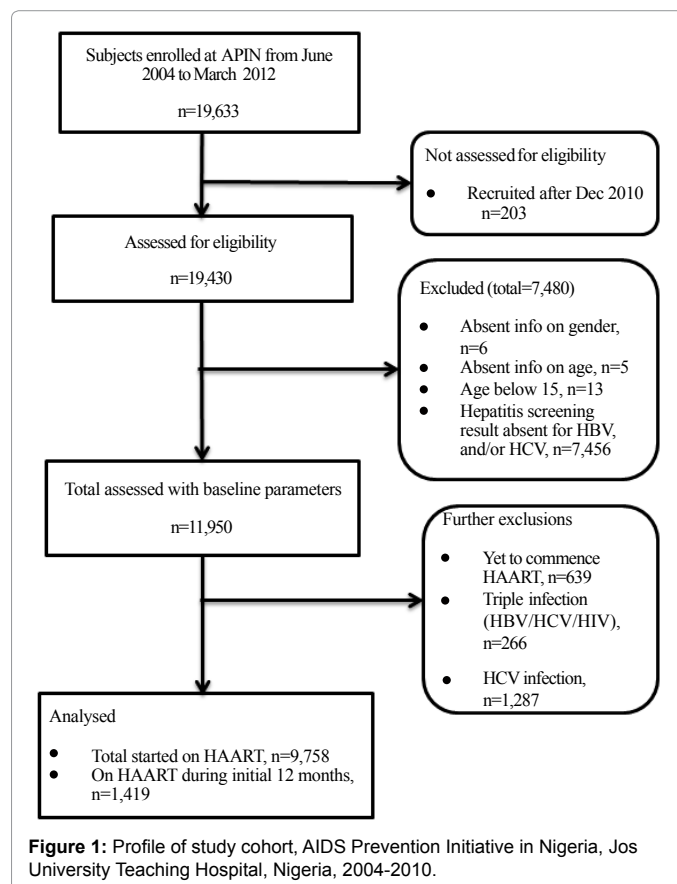 Subjects enrolled at APIN from June
2004 to March 2012
n=19,633
Not assessed for eligibility
• Recruited after Dec 2010
n=203
Assessed for eligibility
n=19,430
Excluded (total=7,480)
• Absent info on gender,
n=6
• Absent info on age, n=5
• Age below 15, n=13
• Hepatitis screening
result absent for HBV,
and/or HCV, n=7,456
Total assessed with baseline parameters
n=11,950
Further exclusions
• Yet to commence
HAART, n=639
• Triple infection
(HBV/HCV/HIV),
n=266
• HCV infection,
n=1,287
Analysed
• Total started on HAART, n=9,758
• On HAART during initial 12 months,
n=1,419
Figure 1: Profile of study cohort, AIDS Prevention Initiative in Nigeria, Jos
University Teaching Hospital, Nigeria, 2004-2010.